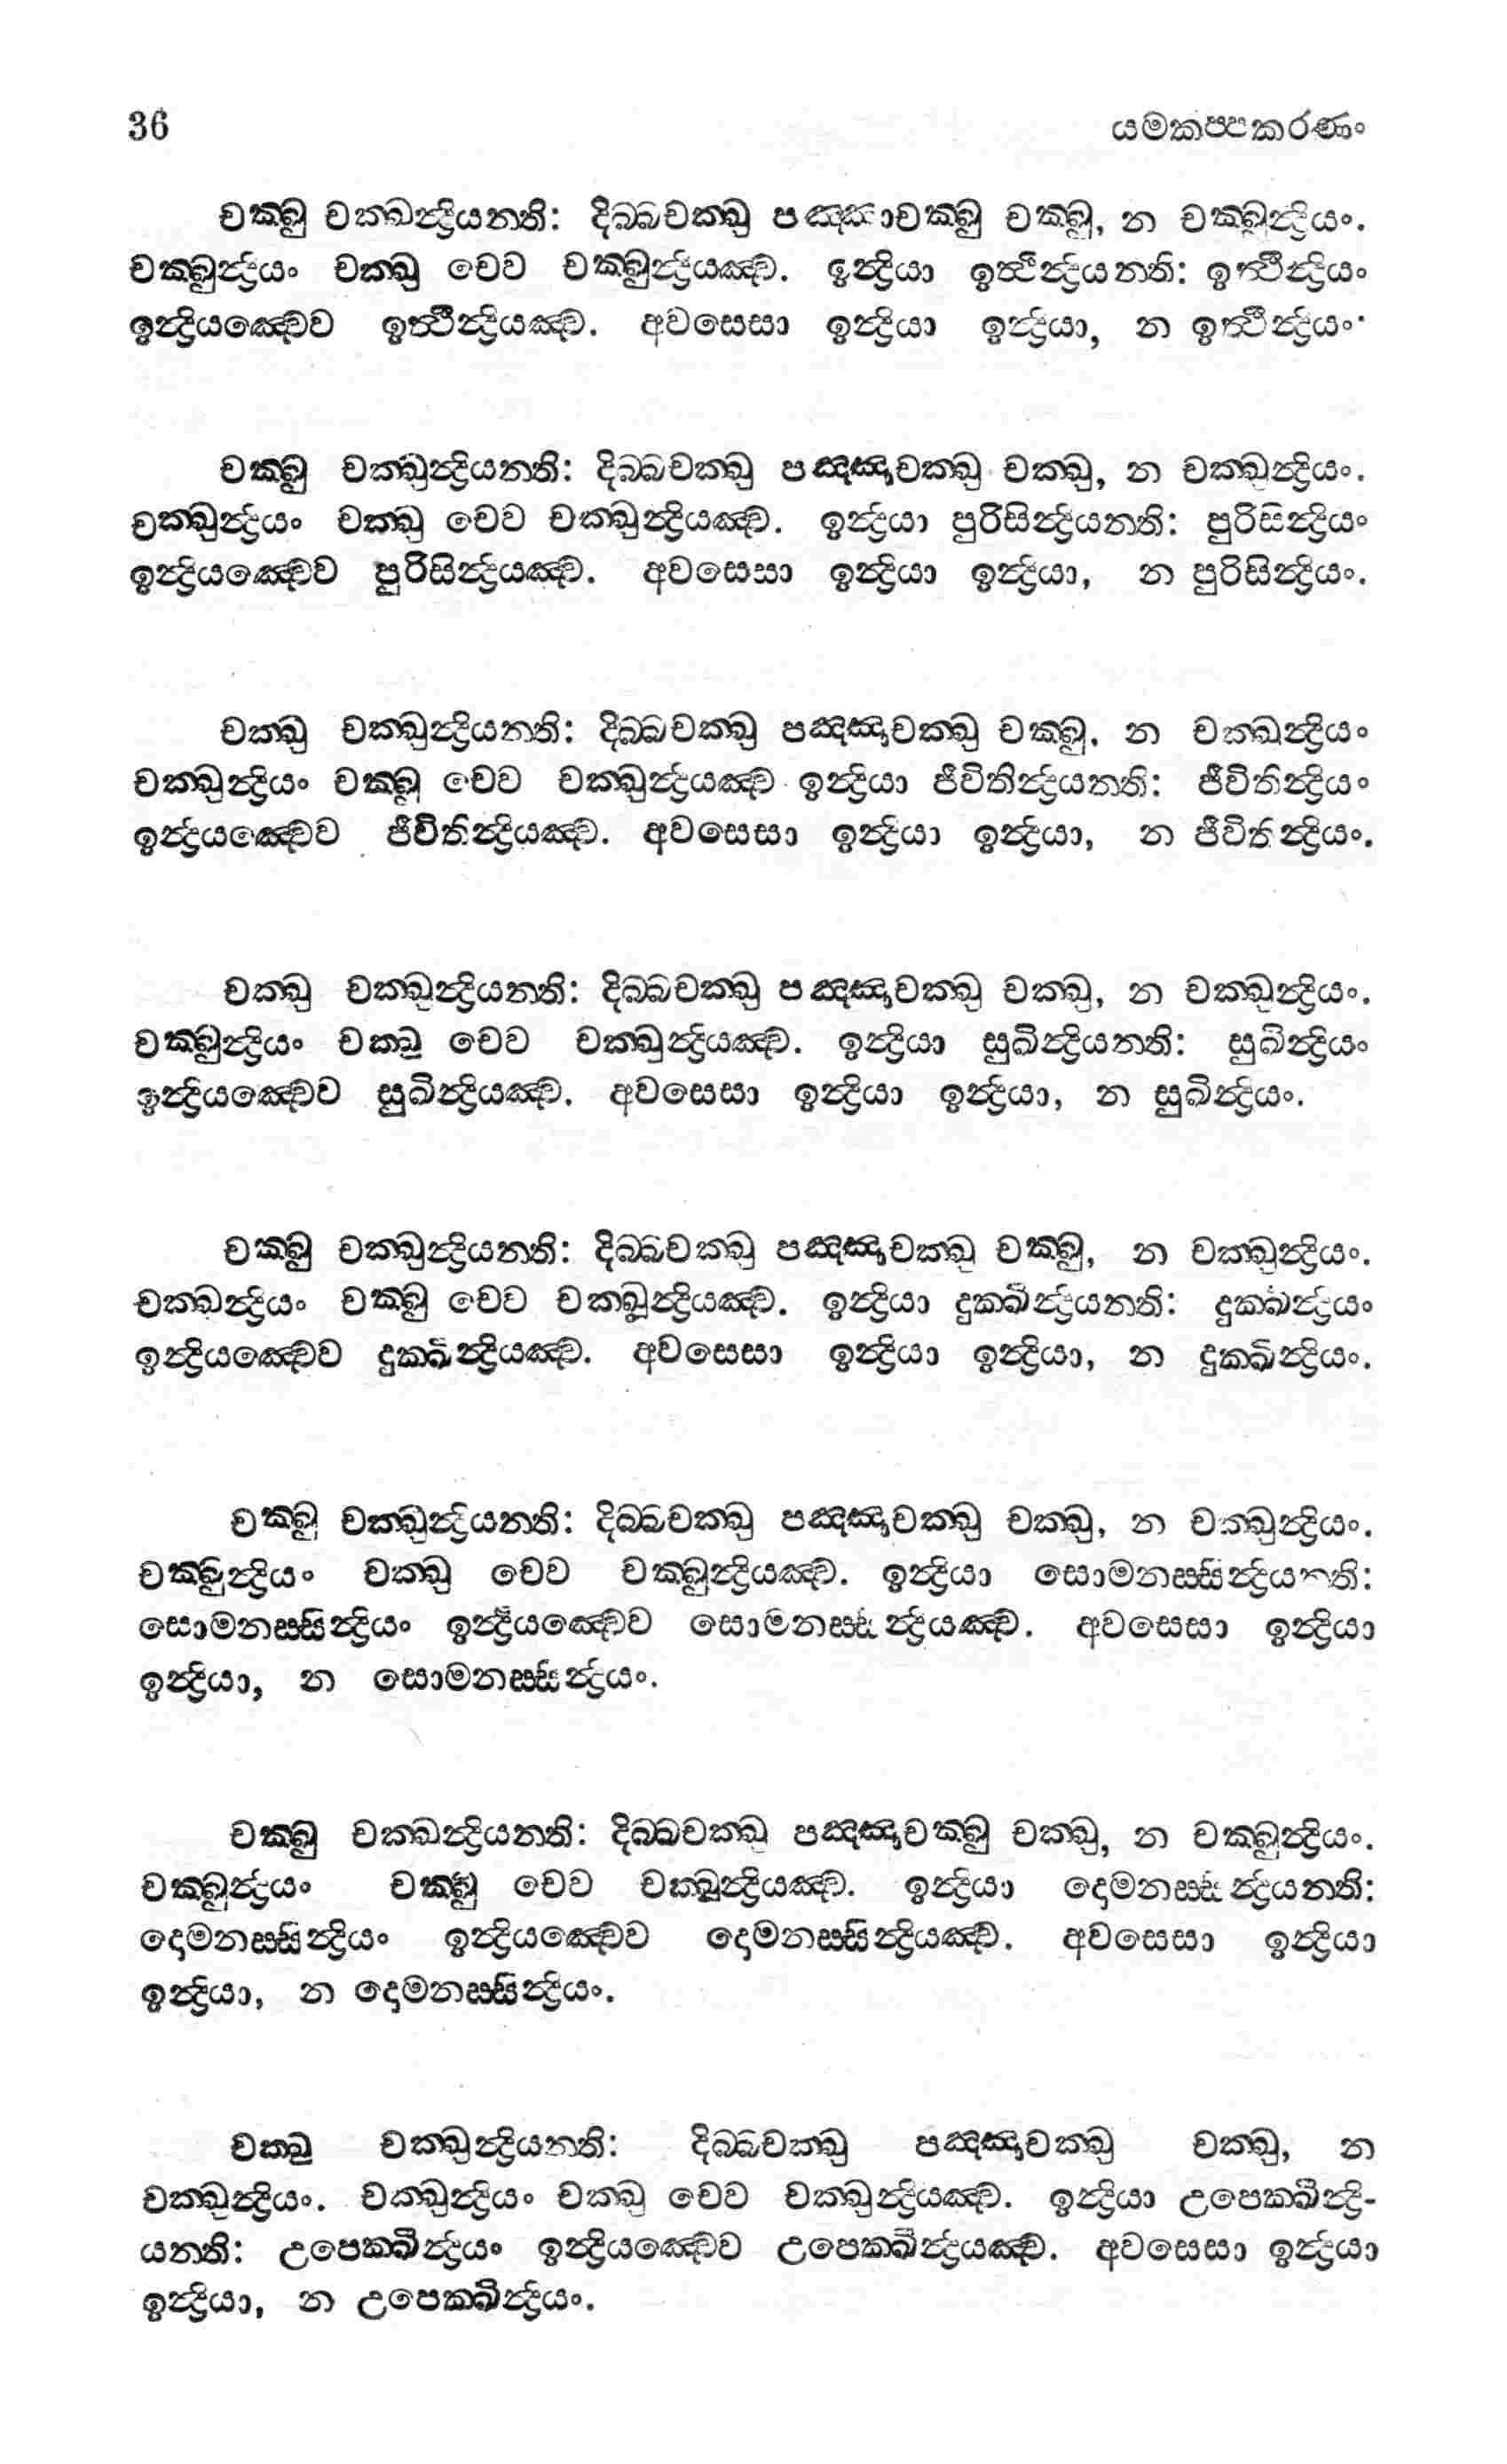 36 යමකප්පකරණං
චක්ඛු චක්ඛුන්ද්‍රියන්ති: දිබ්බචක්ඛු පඤ්ඤාචක්ඛු චක්ඛු, න චක්ඛුන්ද්‍රියං.
චක්ඛුන්ද්‍රියං චක්ඛු චෙව චක්ඛුන්ද්‍රියඤ්ච. ඉන්ද්‍රියා ඉත්ථින්ද්‍රියන්ති: ඉත්ථින්ද්‍රියං
ඉන්ද්‍රියඤ්චෙව ඉත්ථින්ද්‍රියඤ්ච. අවසෙසා ඉන්ද්‍රියා ඉන්ද්‍රියා, න ඉත්ථින්ද්‍රියං.
චක්ඛු චක්ඛුන්ද්‍රියන්ති: දිබ්බචක්ඛු පඤ්ඤාචක්ඛු චක්ඛු, න චක්ඛුන්ද්‍රියං.
චක්ඛුන්ද්‍රියං චක්ඛු චෙව චක්ඛුන්ද්‍රියඤ්ච. ඉන්ද්‍රියා පුරිසින්ද්‍රියන්ති: පුරිසින්ද්‍රියං
ඉන්ද්‍රියඤ්චෙව පුරිසින්ද්‍රියඤ්ච. අවසෙසා ඉන්ද්‍රියා ඉන්ද්‍රියා, න පුරිසින්ද්‍රියං.
චක්ඛු චක්ඛුන්ද්‍රියන්ති: දිබ්බචක්ඛු පඤ්ඤාචක්ඛු චක්ඛු, න චක්ඛුන්ද්‍රියං
චක්ඛුන්ද්‍රියං චක්ඛු චෙව චක්ඛුන්ද්‍රියඤ්ච ඉන්ද්‍රියා ජීවිතින්ද්‍රියන්ති: ජීවිතින්ද්‍රියං
ඉන්ද්‍රියඤ්චෙව ජීවිතින්ද්‍රියඤ්ච. අවසෙසා ඉන්ද්‍රියා ඉන්ද්‍රියා, න ජීවිතින්ද්‍රියං.
චක්ඛු චක්ඛුන්ද්‍රියන්ති: දිබ්බචක්ඛු පඤ්ඤාචක්ඛු චක්ඛු, න චක්ඛුන්ද්‍රියං.
චක්ඛුන්ද්‍රියං චක්ඛු චෙව චක්ඛුන්ද්‍රියඤ්ච. ඉන්ද්‍රියා සුඛින්ද්‍රියන්ති: සුඛින්ද්‍රියං
ඉන්ද්‍රියඤ්චෙව සුඛින්ද්‍රියඤ්ච. අවසෙසා ඉන්ද්‍රියා ඉන්ද්‍රියා, න සුඛින්ද්‍රියං.
චක්ඛු චක්ඛුන්ද්‍රියන්ති: දිබ්බචක්ඛු පඤ්ඤාචක්ඛු චක්ඛු, න චක්ඛුන්ද්‍රියං.
චක්ඛුන්ද්‍රියං චක්ඛු චෙව චක්ඛුන්ද්‍රියඤ්ච. ඉන්ද්‍රියා දුක්ඛින්ද්‍රියන්ති: දුක්ඛින්ද්‍රියං
ඉන්ද්‍රියඤ්චෙව දුක්ඛින්ද්‍රියඤ්ච. අවසෙසා ඉන්ද්‍රියා ඉන්ද්‍රියා, න දුක්ඛින්ද්‍රියං.
චක්ඛු චක්ඛුන්ද්‍රියන්ති: දිබ්බචක්ඛු පඤ්ඤාචක්ඛු චක්ඛු, න චක්ඛුන්ද්‍රියං.
චක්ඛුන්ද්‍රියං චක්ඛු චෙව චක්ඛුන්ද්‍රියඤ්ච. ඉන්ද්‍රියා සොමනස්සින්ද්‍රියන්ති:
සොමනස්සින්ද්‍රියං ඉන්ද්‍රියඤ්චෙව සොමනස්සින්ද්‍රියඤ්ච. අවසෙසා ඉන්ද්‍රියා
ඉන්ද්‍රියා, න සොමනස්සින්ද්‍රියං.
චක්ඛු චක්ඛුන්ද්‍රියන්ති: දිබ්බචක්ඛු පඤ්ඤාචක්ඛු චක්ඛු, න චක්ඛුන්ද්‍රියං.
චක්ඛුන්ද්‍රියං චක්ඛු චෙව චක්ඛුන්ද්‍රියඤ්ච. ඉන්ද්‍රියා දොමනස්සින්ද්‍රියන්ති:
දොමනස්සින්ද්‍රියං ඉන්ද්‍රියඤ්චෙව දොමනස්සින්ද්‍රියඤ්ච. අවසෙසා ඉන්ද්‍රියා
ඉන්ද්‍රියා, න දොමනස්සින්ද්‍රියං.
චක්ඛු චක්ඛුන්ද්‍රියන්ති: දිබ්බචක්ඛු පඤ්ඤාචක්ඛු චක්ඛු, න
චක්ඛුන්ද්‍රියං. චක්ඛුන්ද්‍රියං චක්ඛු චෙව චක්ඛුන්ද්‍රියඤ්ච. ඉන්ද්‍රියා උපෙක්ඛින්ද්‍රි-
යන්ති: උපෙක්ඛින්ද්‍රියං ඉන්ද්‍රියඤ්චෙව උපෙක්ඛින්ද්‍රියඤ්ච. අවසෙසා ඉන්ද්‍රියා
ඉන්ද්‍රියා, න උපෙක්ඛින්ද්‍රියං.